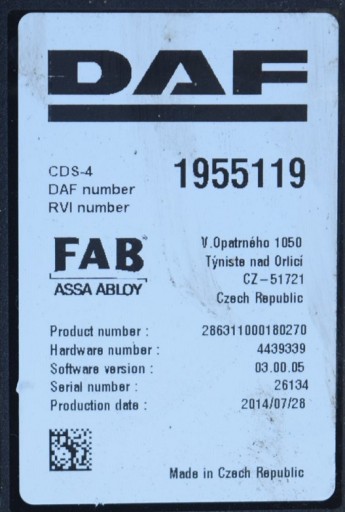 DAF
CDS-4
DAF number 1955119
RVI number
FAB
ASSA ABLOY
V.Opatrného 1050
Týniste nad Orlicí
CZ-51721
Czech Republic
Product number : 286311000180270
Hardware number : 4439339
Software version : 03.00.05
Serial number : 26134
Production date : 2014/07/28
Made in Czech Republic